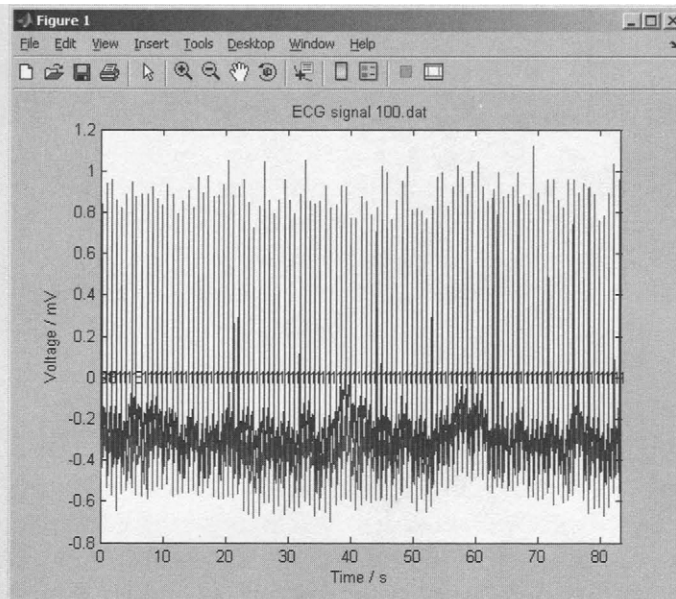 Figure 1
File Edit View Insert Tools Desktop Window Help
ECG signal 100.dat
1.2
1
0.8
0.6
0.4
0.2
0
-0.2
-0.4
-0.6
-0.8
Voltage / mV
0 10 20 30 40 50 60 70 80
Time / s